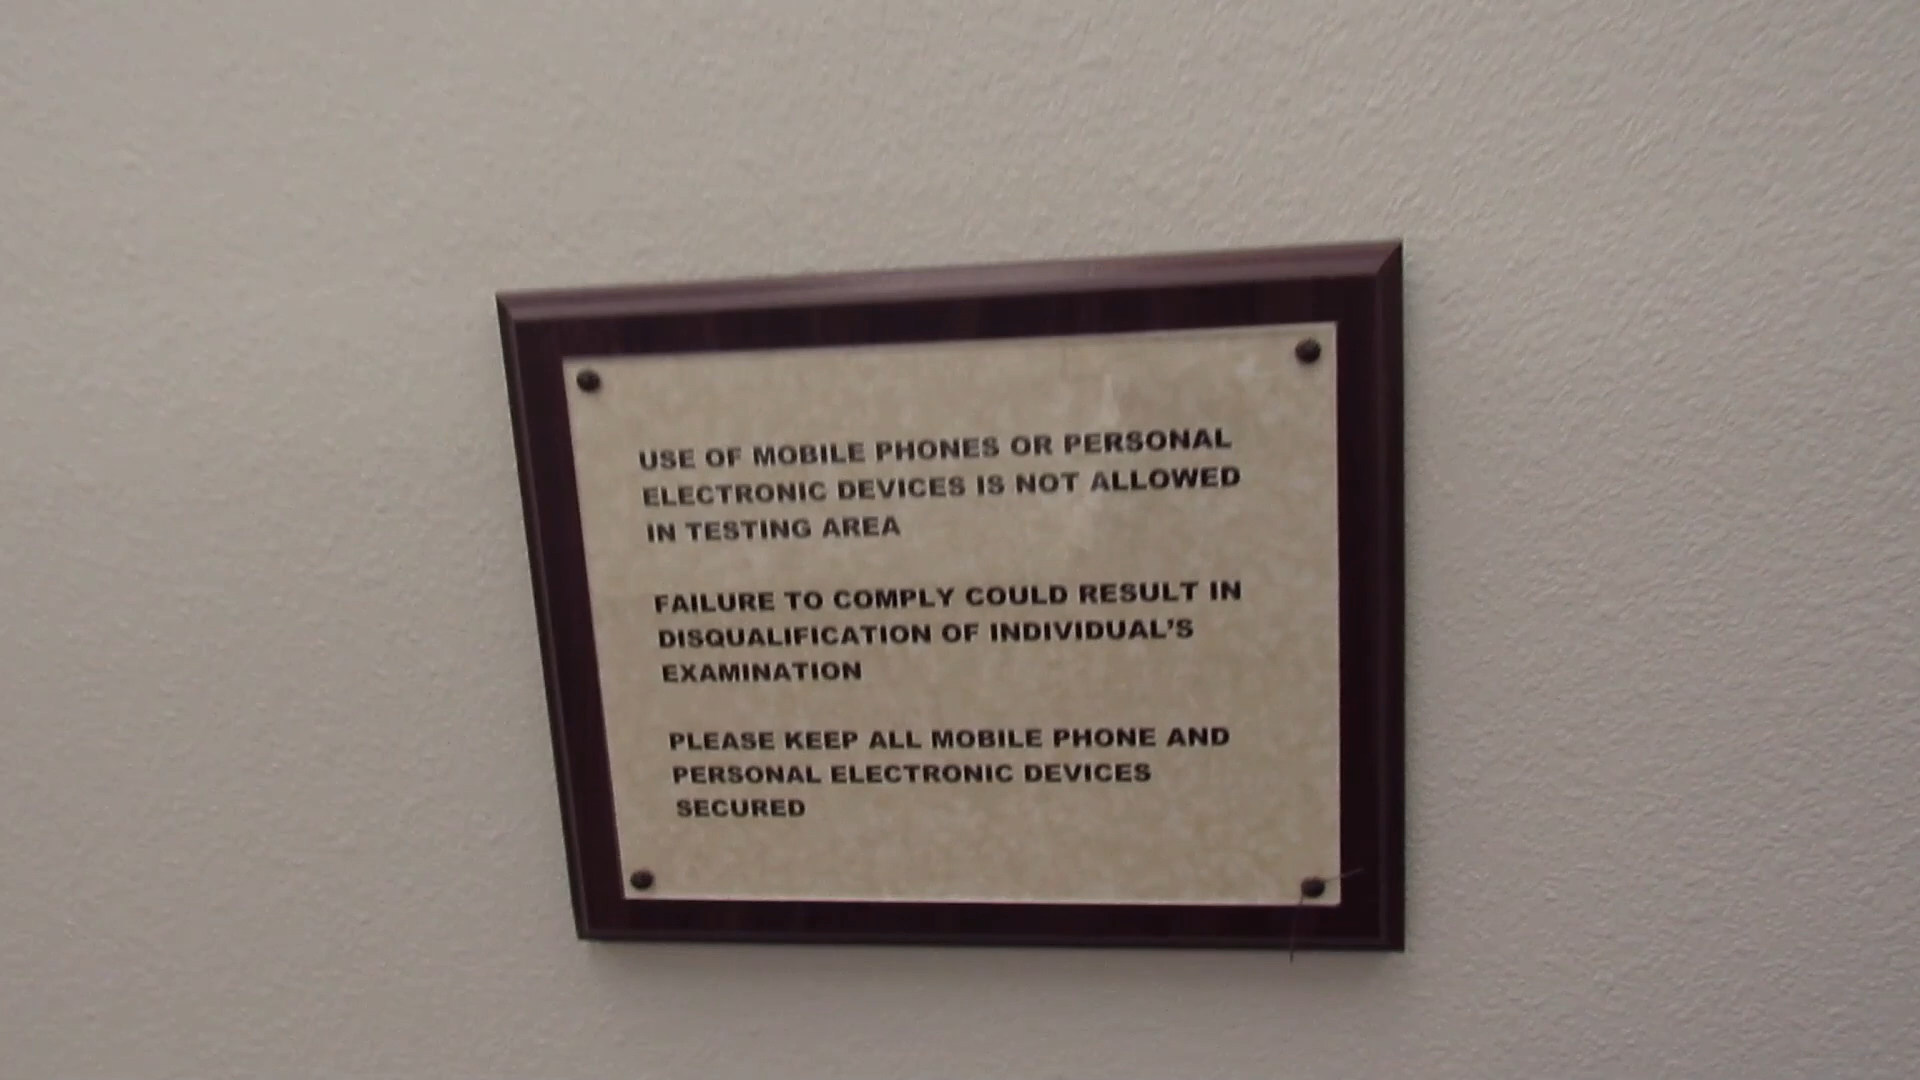 USE OF MOBILE PHONES OR PERSONAL
ELECTRONIC DEVICES IS NOT ALLOWED
IN TESTING AREA
FAILURE TO COMPLY COULD RESULT IN
DISQUALIFICATION OF INDIVIDUAL'S
EXAMINATION
PLEASE KEEP ALL MOBILE PHONE AND
PERSONAL ELECTRONIC DEVICES
SECURED